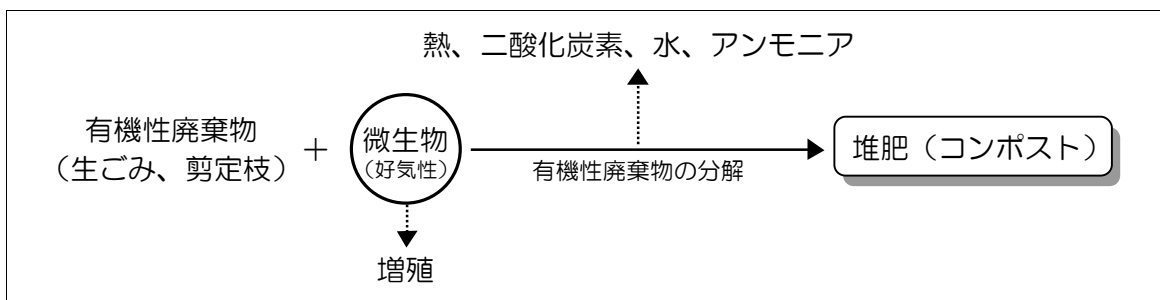 熱、二酸化炭素、水、アンモニア
有機性廃棄物
（生ごみ、剪定枝）
＋
微生物
（好気性）
有機性廃棄物の分解
堆肥（コンポスト）
増殖